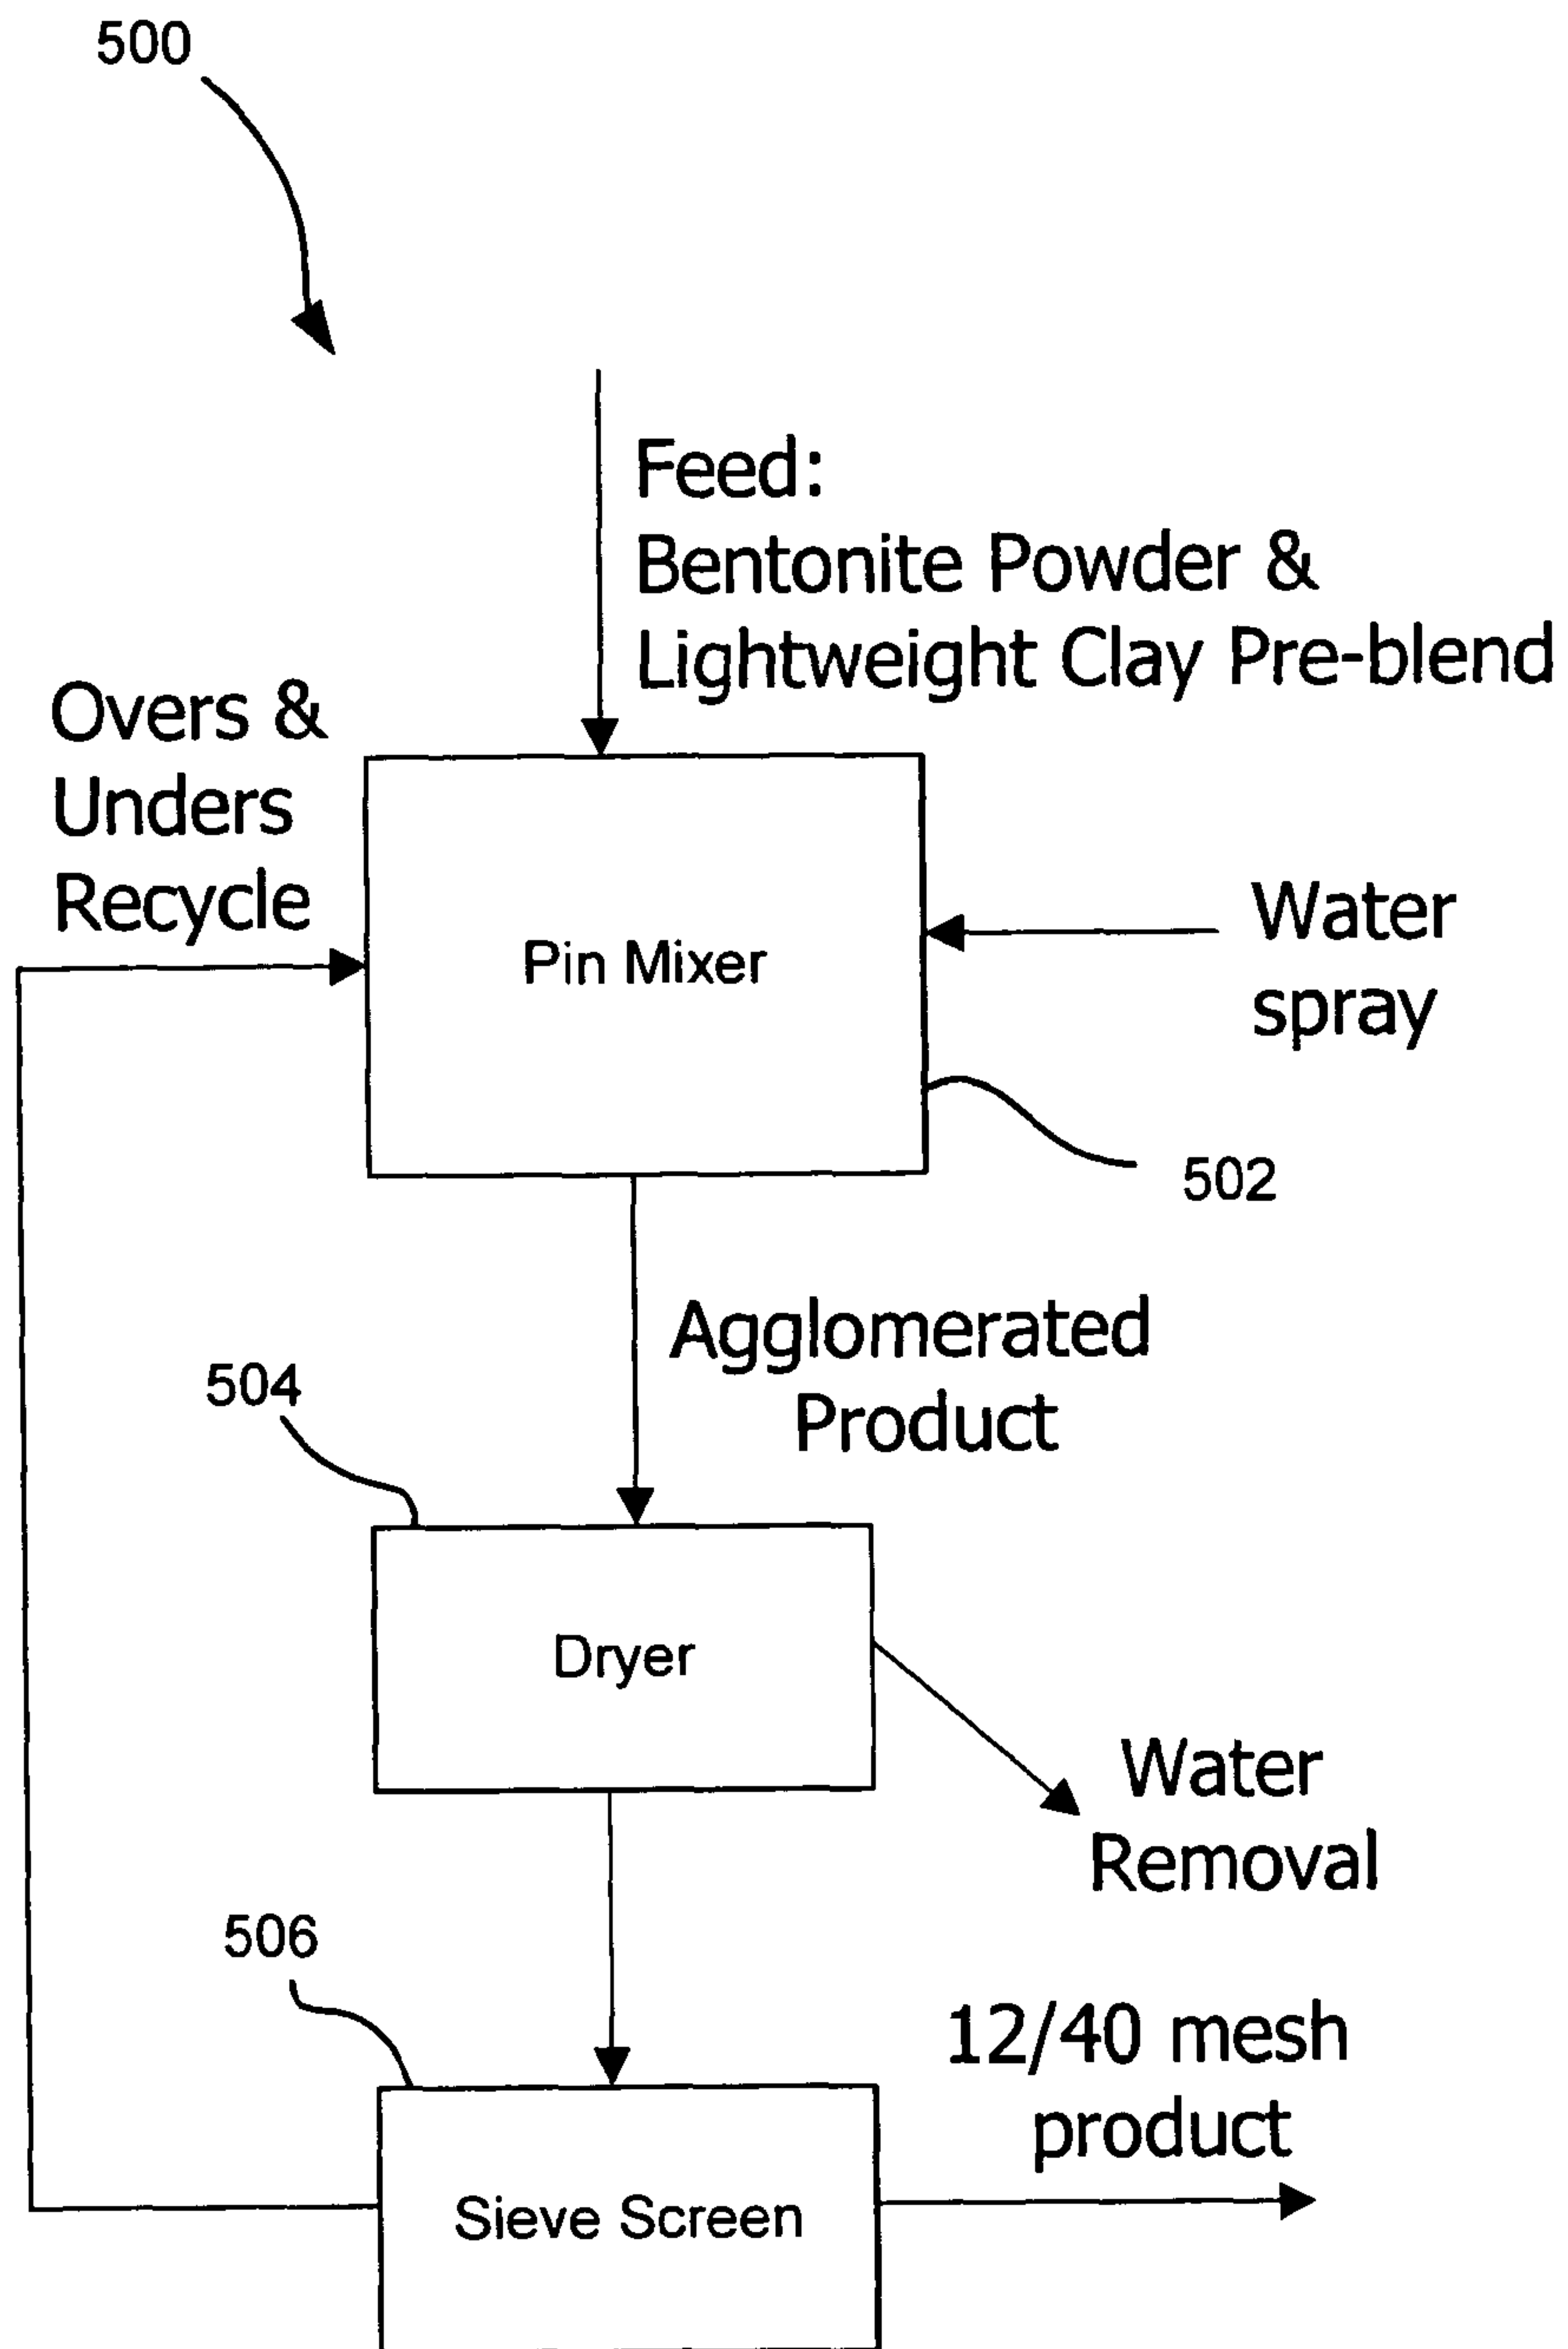 500
Feed:
Bentonite Powder &
Lightweight Clay Pre-blend
Overs &
Unders
Recycle
Pin Mixer
Water
spray
502
Agglomerated
Product
504
Dryer
Water
Removal
506
12/40 mesh
product
Sieve Screen